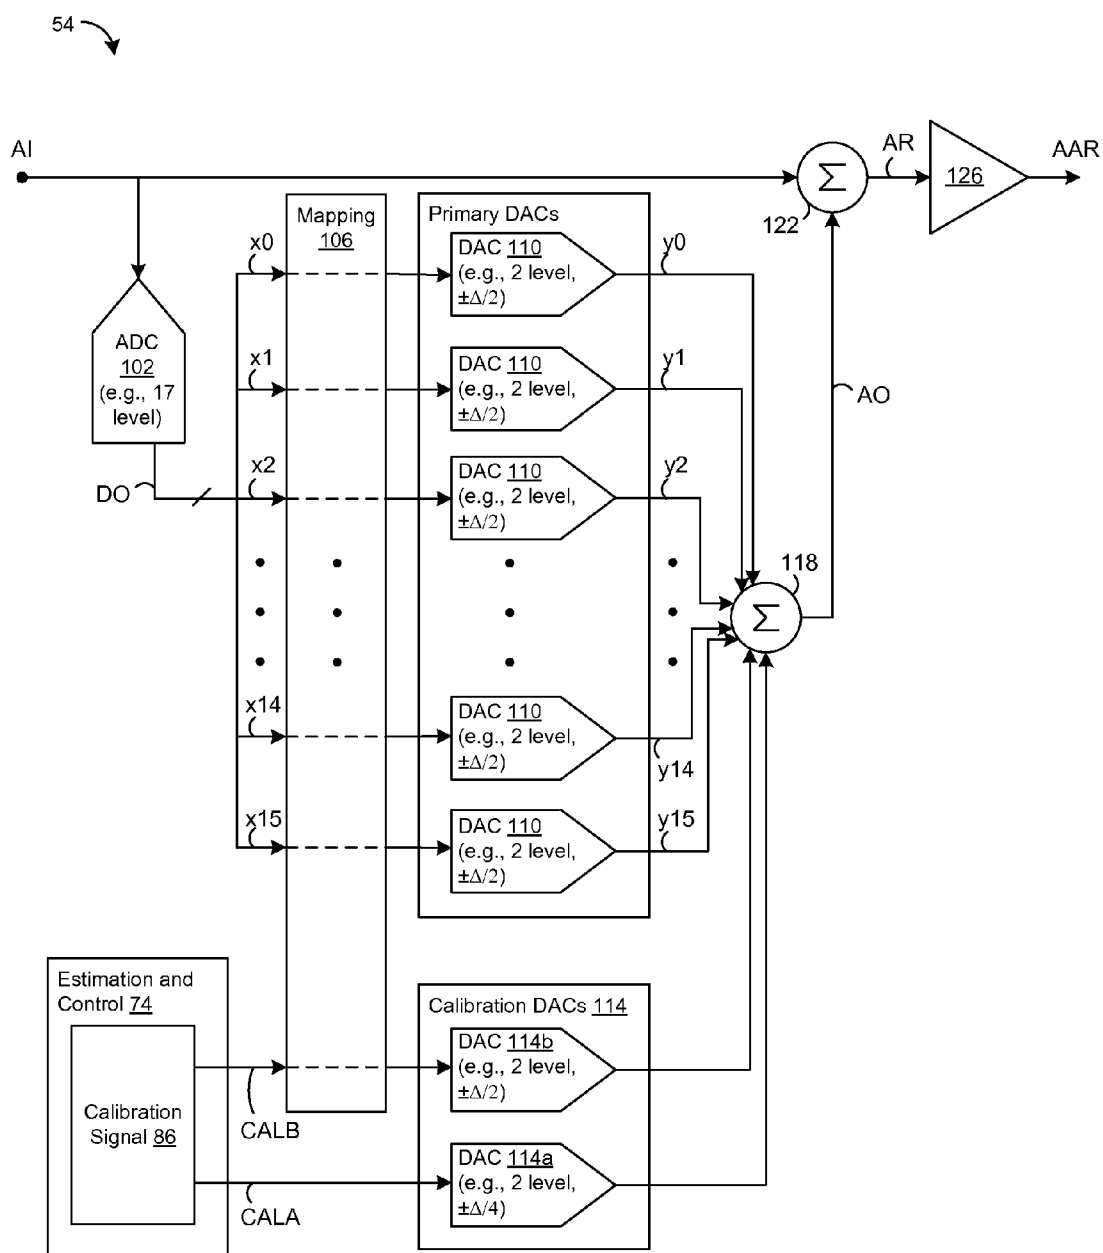 54
AI
AR
126
AAR
Σ
122
Mapping
106
Primary DACs
x0
DAC 110
(e.g., 2 level,
±Δ/2)
y0
ADC
102
(e.g., 17
level)
x1
DAC 110
(e.g., 2 level,
±Δ/2)
y1
AO
DO
x2
DAC 110
(e.g., 2 level,
±Δ/2)
y2
118
Σ
x14
DAC 110
(e.g., 2 level,
±Δ/2)
y14
x15
DAC 110
(e.g., 2 level,
±Δ/2)
y15
Estimation and
Control 74
Calibration
Signal 86
CALB
CALA
Calibration DACs 114
DAC 114b
(e.g., 2 level,
±Δ/2)
DAC 114a
(e.g., 2 level,
±Δ/4)